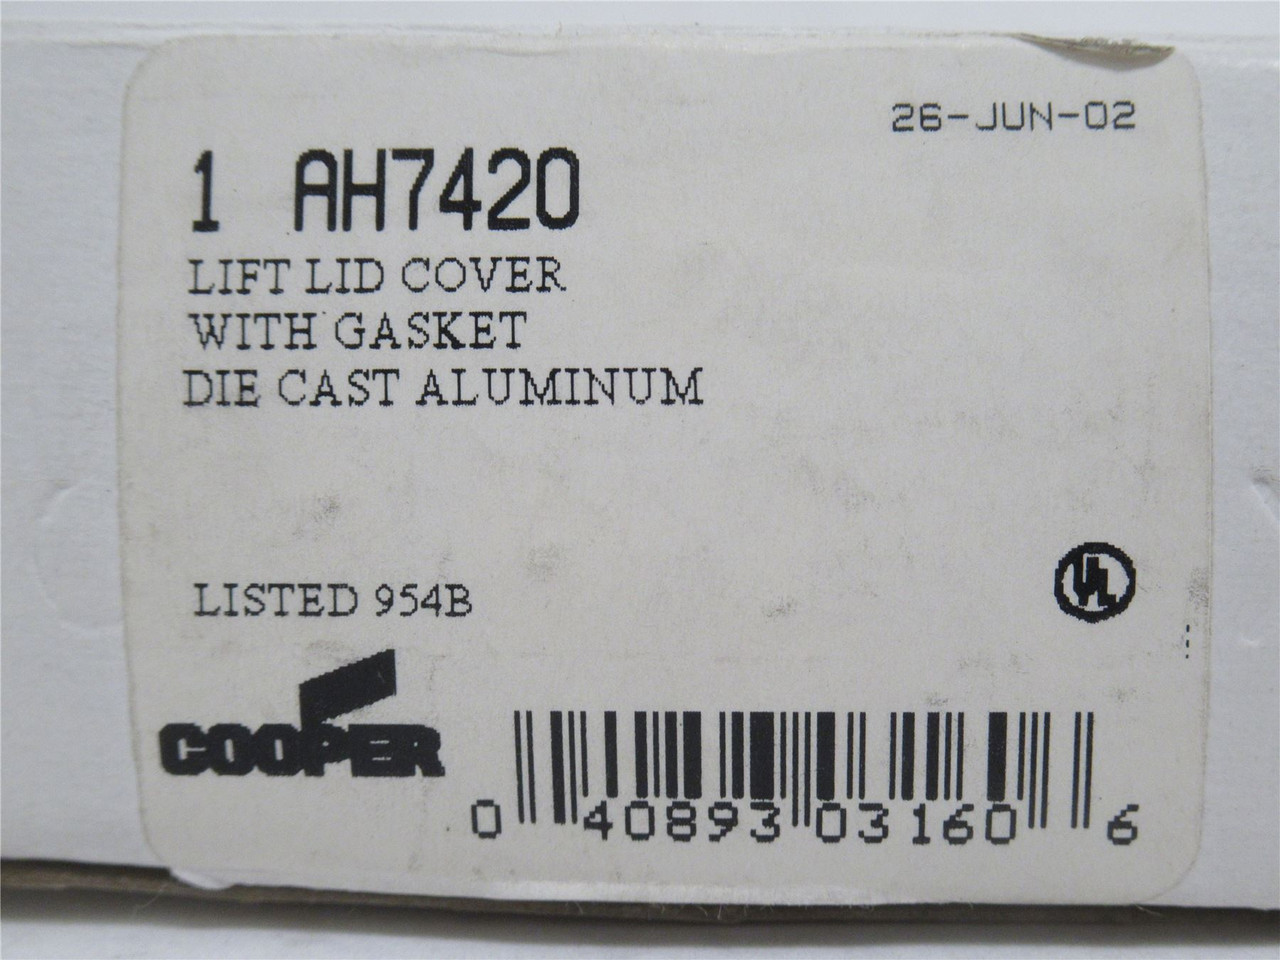 26-JUN-02
1 AH7420
LIFT LID COVER
WITH GASKET
DIE CAST ALUMINUM
LISTED 954B
UL
COOPER
0 40893 03160 6